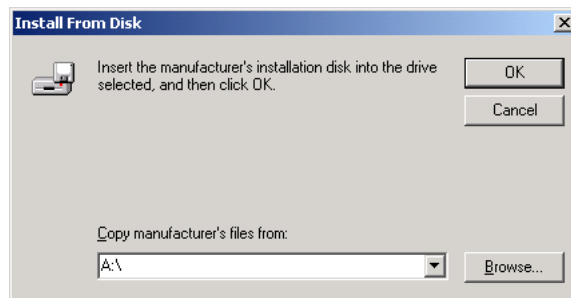 Install From Disk
Insert the manufacturer's installation disk into the drive
selected, and then click OK.
OK
Cancel
Copy manufacturer's files from:
A:\
Browse...